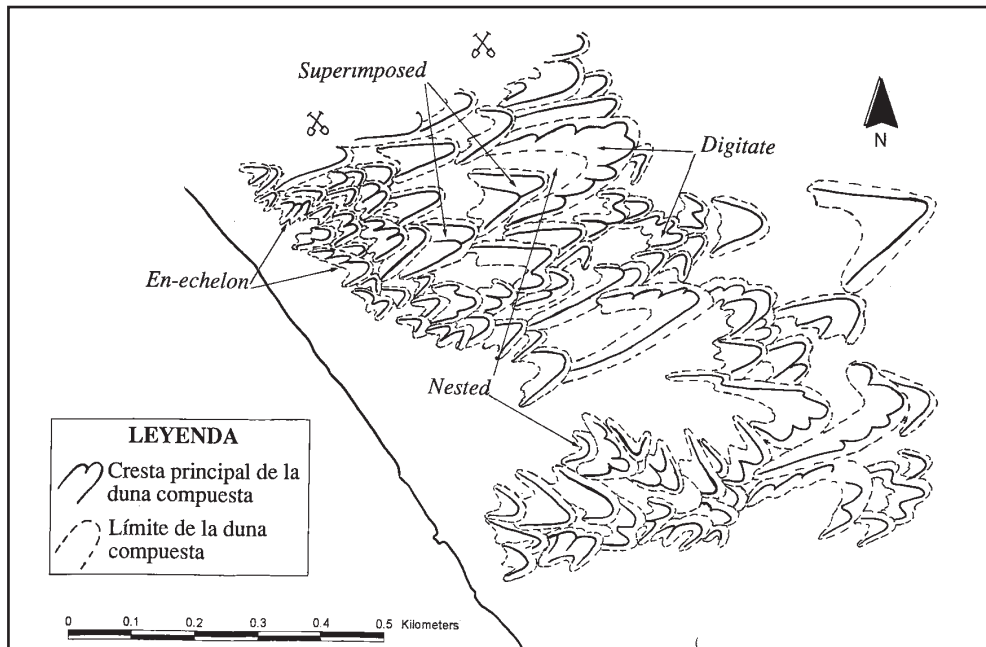 Superimposed
Digitate
N
En-echelon
Nested
LEYENDA
Cresta principal de la
duna compuesta
Límite de la duna
compuesta
0 0.1 0.2 0.3 0.4 0.5 Kilometers